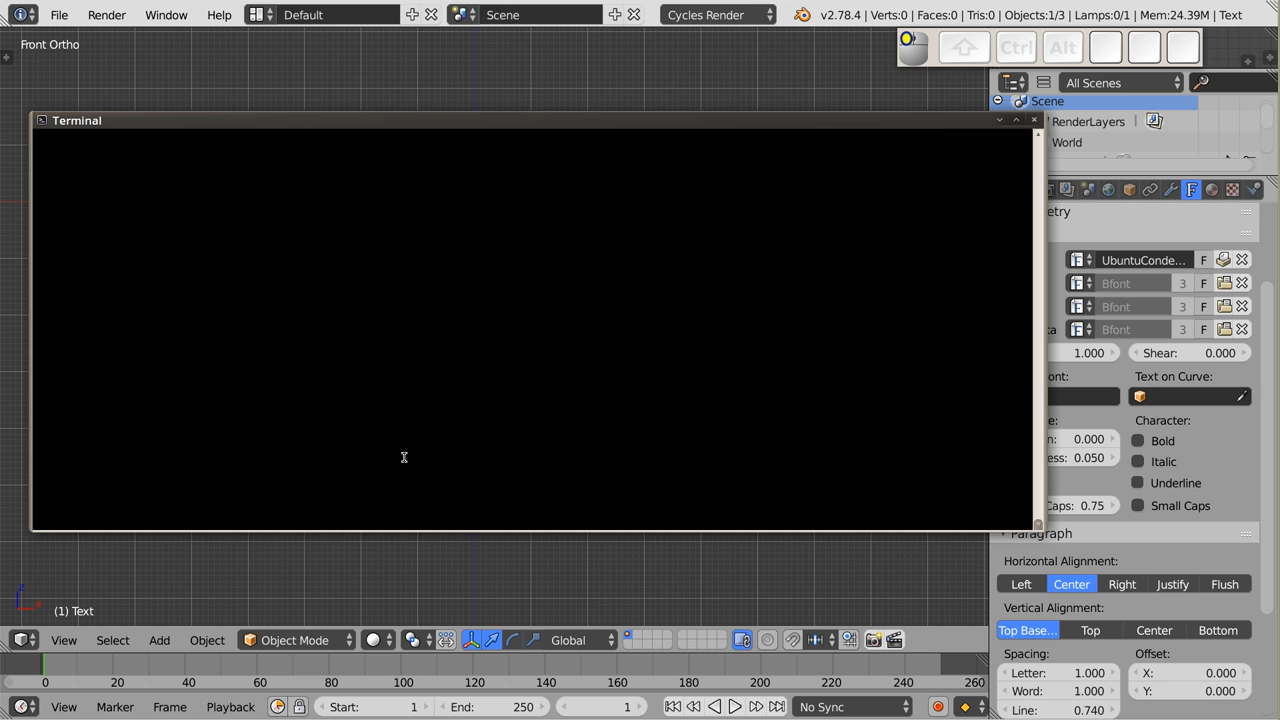 File Render Window Help Default Scene Cycles Render v2.78.4 | Verts:0 | Faces:0 | Tris:0 | Objects:1/3 | Lamps:0/1 | Mem:24.39M | Text
Front Ortho
Ctrl Alt
All Scenes
Scene
RenderLayers
World
Terminal
etry
F
UbuntuConde... F
Bfont 3 F
Bfont 3 F
Bfont 3 F
1.000 Shear: 0.000
ont: Text on Curve:
e: Character:
n: 0.000 Bold
ess: 0.050 Italic
Underline
Caps: 0.75 Small Caps
Paragraph
Horizontal Alignment:
Left Center Right Justify Flush
Vertical Alignment:
Top Base... Top Center Bottom
Spacing: Offset:
Letter: 1.000 X: 0.000
Word: 1.000 Y: 0.000
Line: 0.740
(1) Text
View Select Add Object Object Mode Global
0 20 40 60 80 100 120 140 160 180 200 220 240 260
View Marker Frame Playback Start: 1 End: 250 1 No Sync